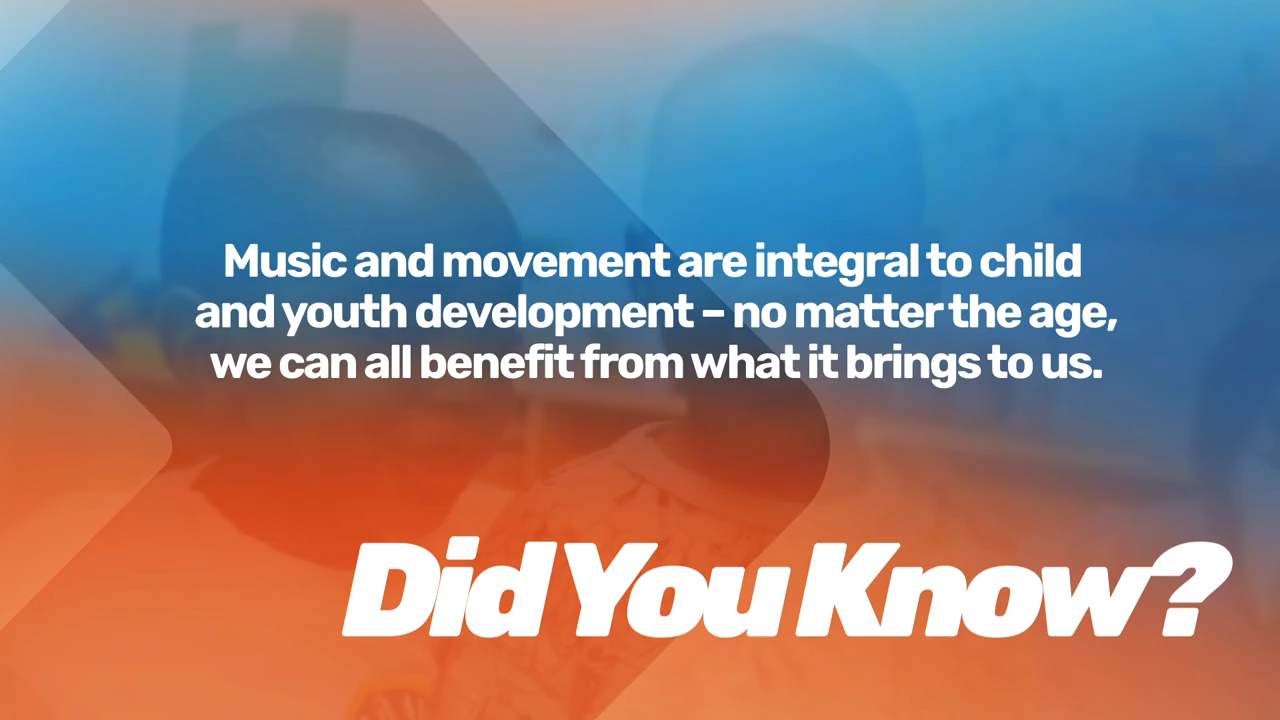 Music and movement are integral to child
and youth development – no matter the age,
we can all benefit from what it brings to us.
Did You Know?